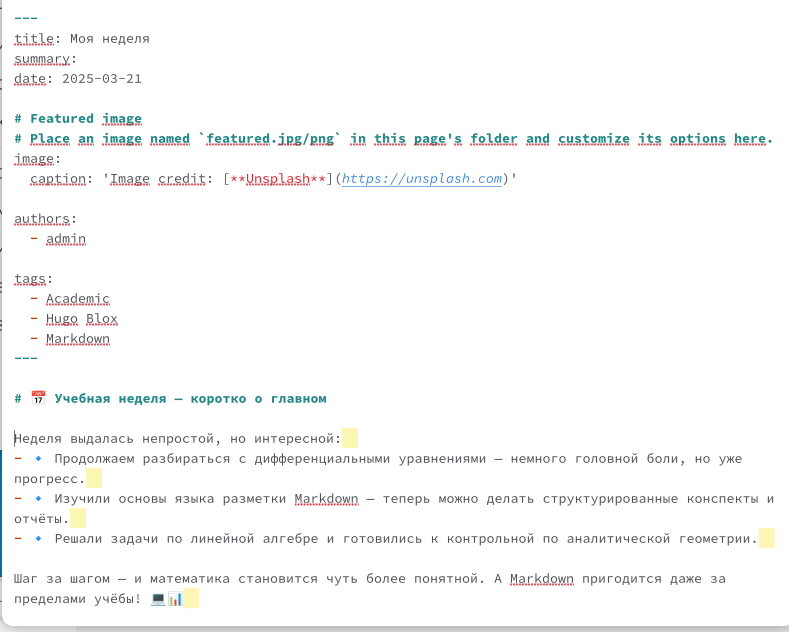 ---
title: Моя неделя
summary:
date: 2025-03-21

# Featured image
# Place an image named `featured.jpg/png` in this page's folder and customize its options here.
image:
  caption: 'Image credit: [**Unsplash**](https://unsplash.com)'

authors:
  - admin

tags:
  - Academic
  - Hugo Blox
  - Markdown
---

# 📅 Учебная неделя — коротко о главном

Неделя выдалась непростой, но интересной:
- 🔹 Продолжаем разбираться с дифференциальными уравнениями — немного головной боли, но уже
прогресс.
- 🔹 Изучили основы языка разметки Markdown — теперь можно делать структурированные конспекты и
отчёты.
- 🔹 Решали задачи по линейной алгебре и готовились к контрольной по аналитической геометрии.

Шаг за шагом — и математика становится чуть более понятной. А Markdown пригодится даже за
пределами учёбы! 💻📊